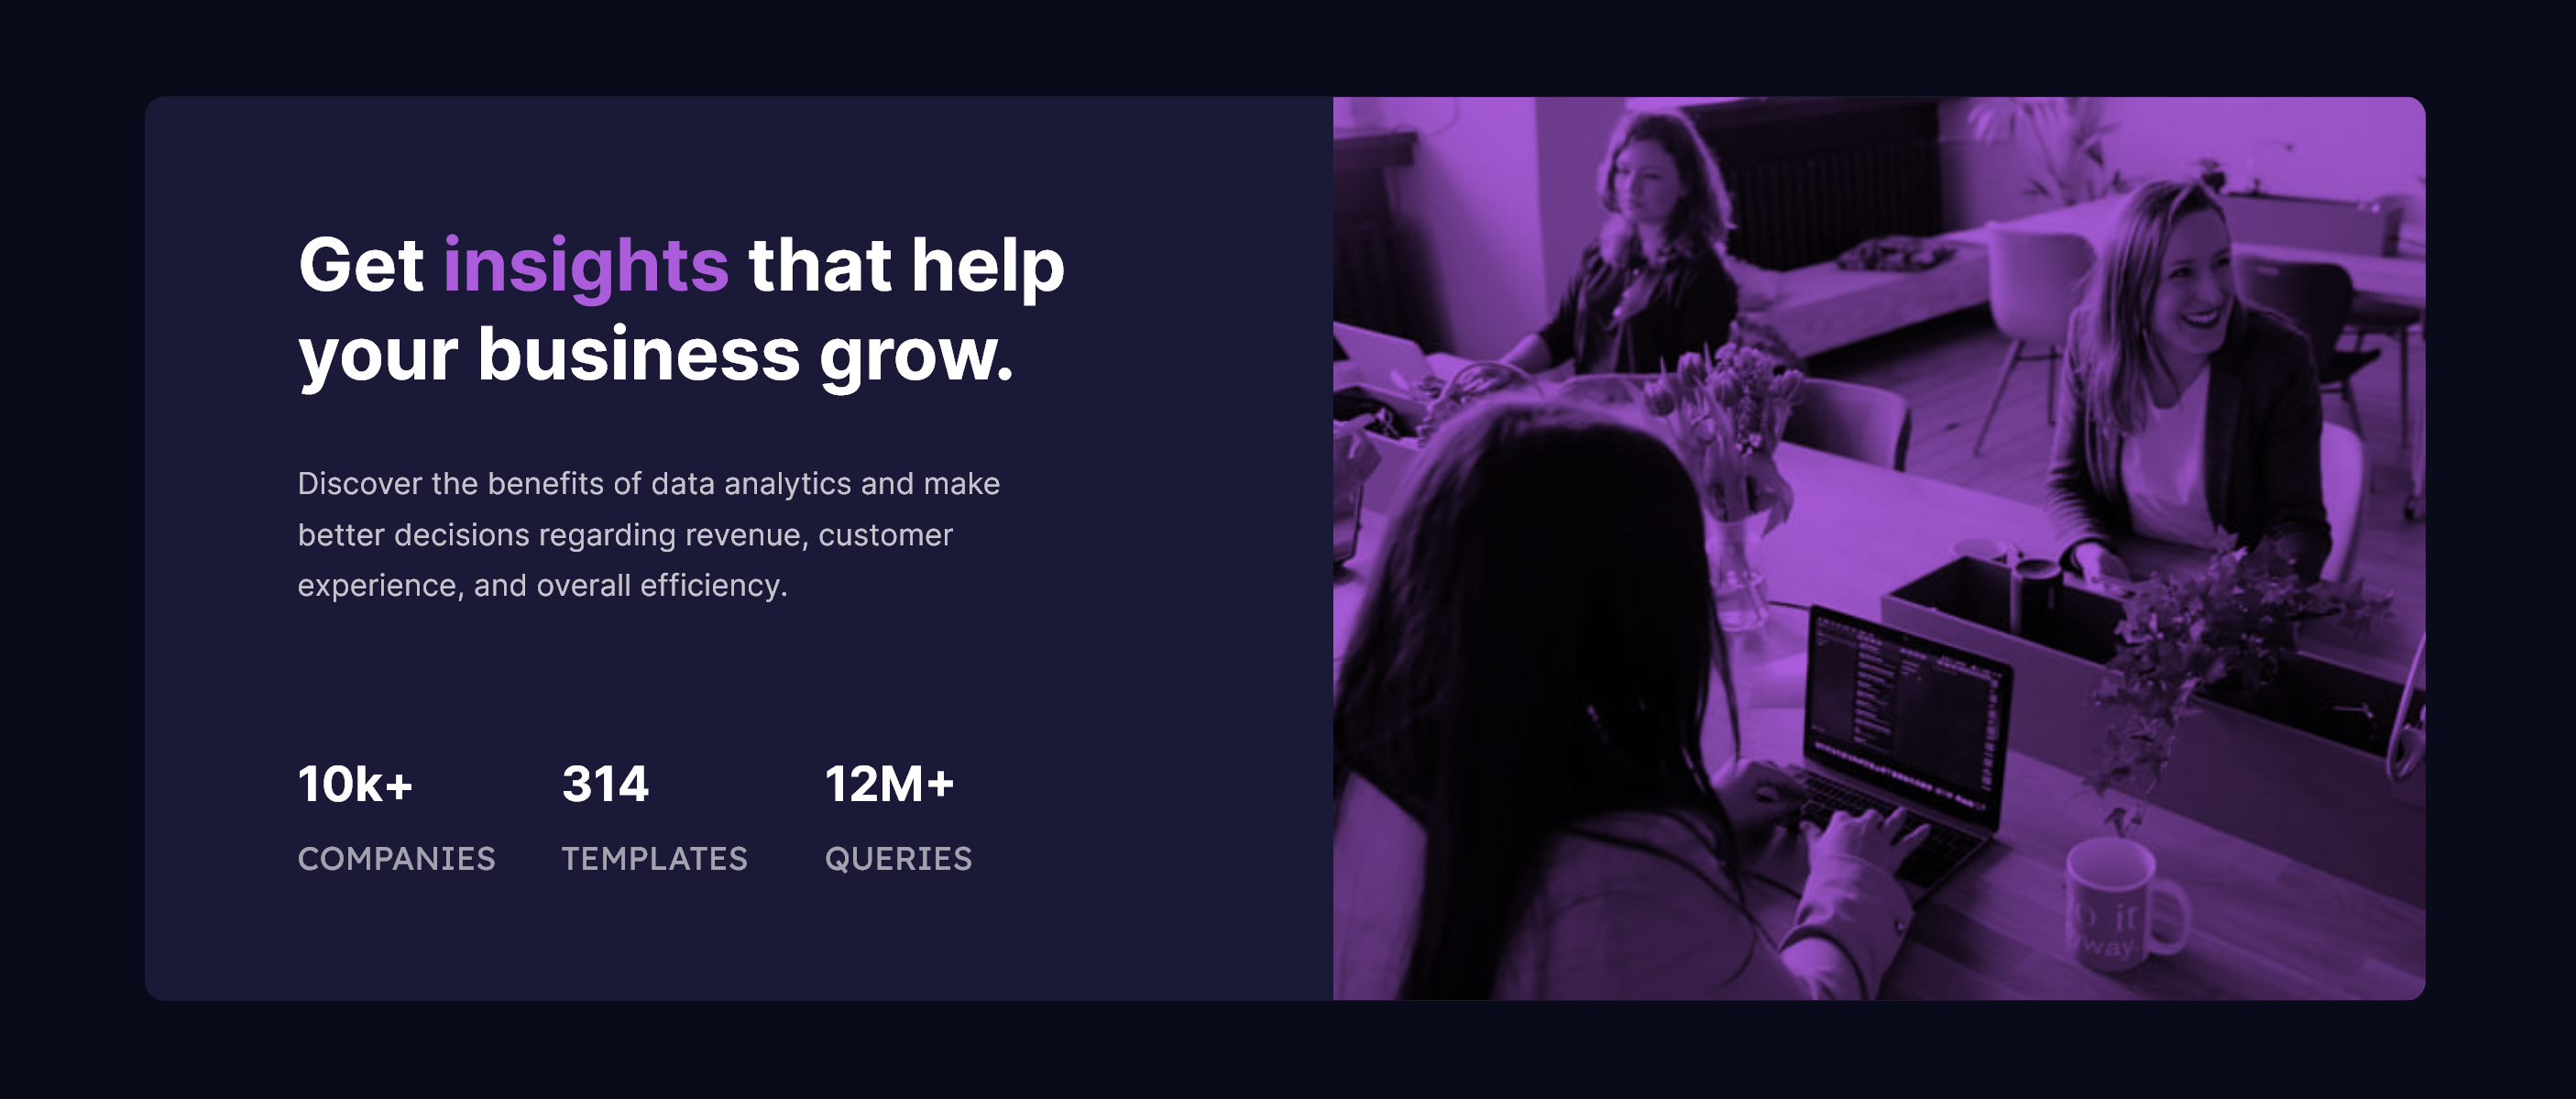 Get insights that help
your business grow.
Discover the benefits of data analytics and make
better decisions regarding revenue, customer
experience, and overall efficiency.
10k+ 314 12M+
COMPANIES TEMPLATES QUERIES